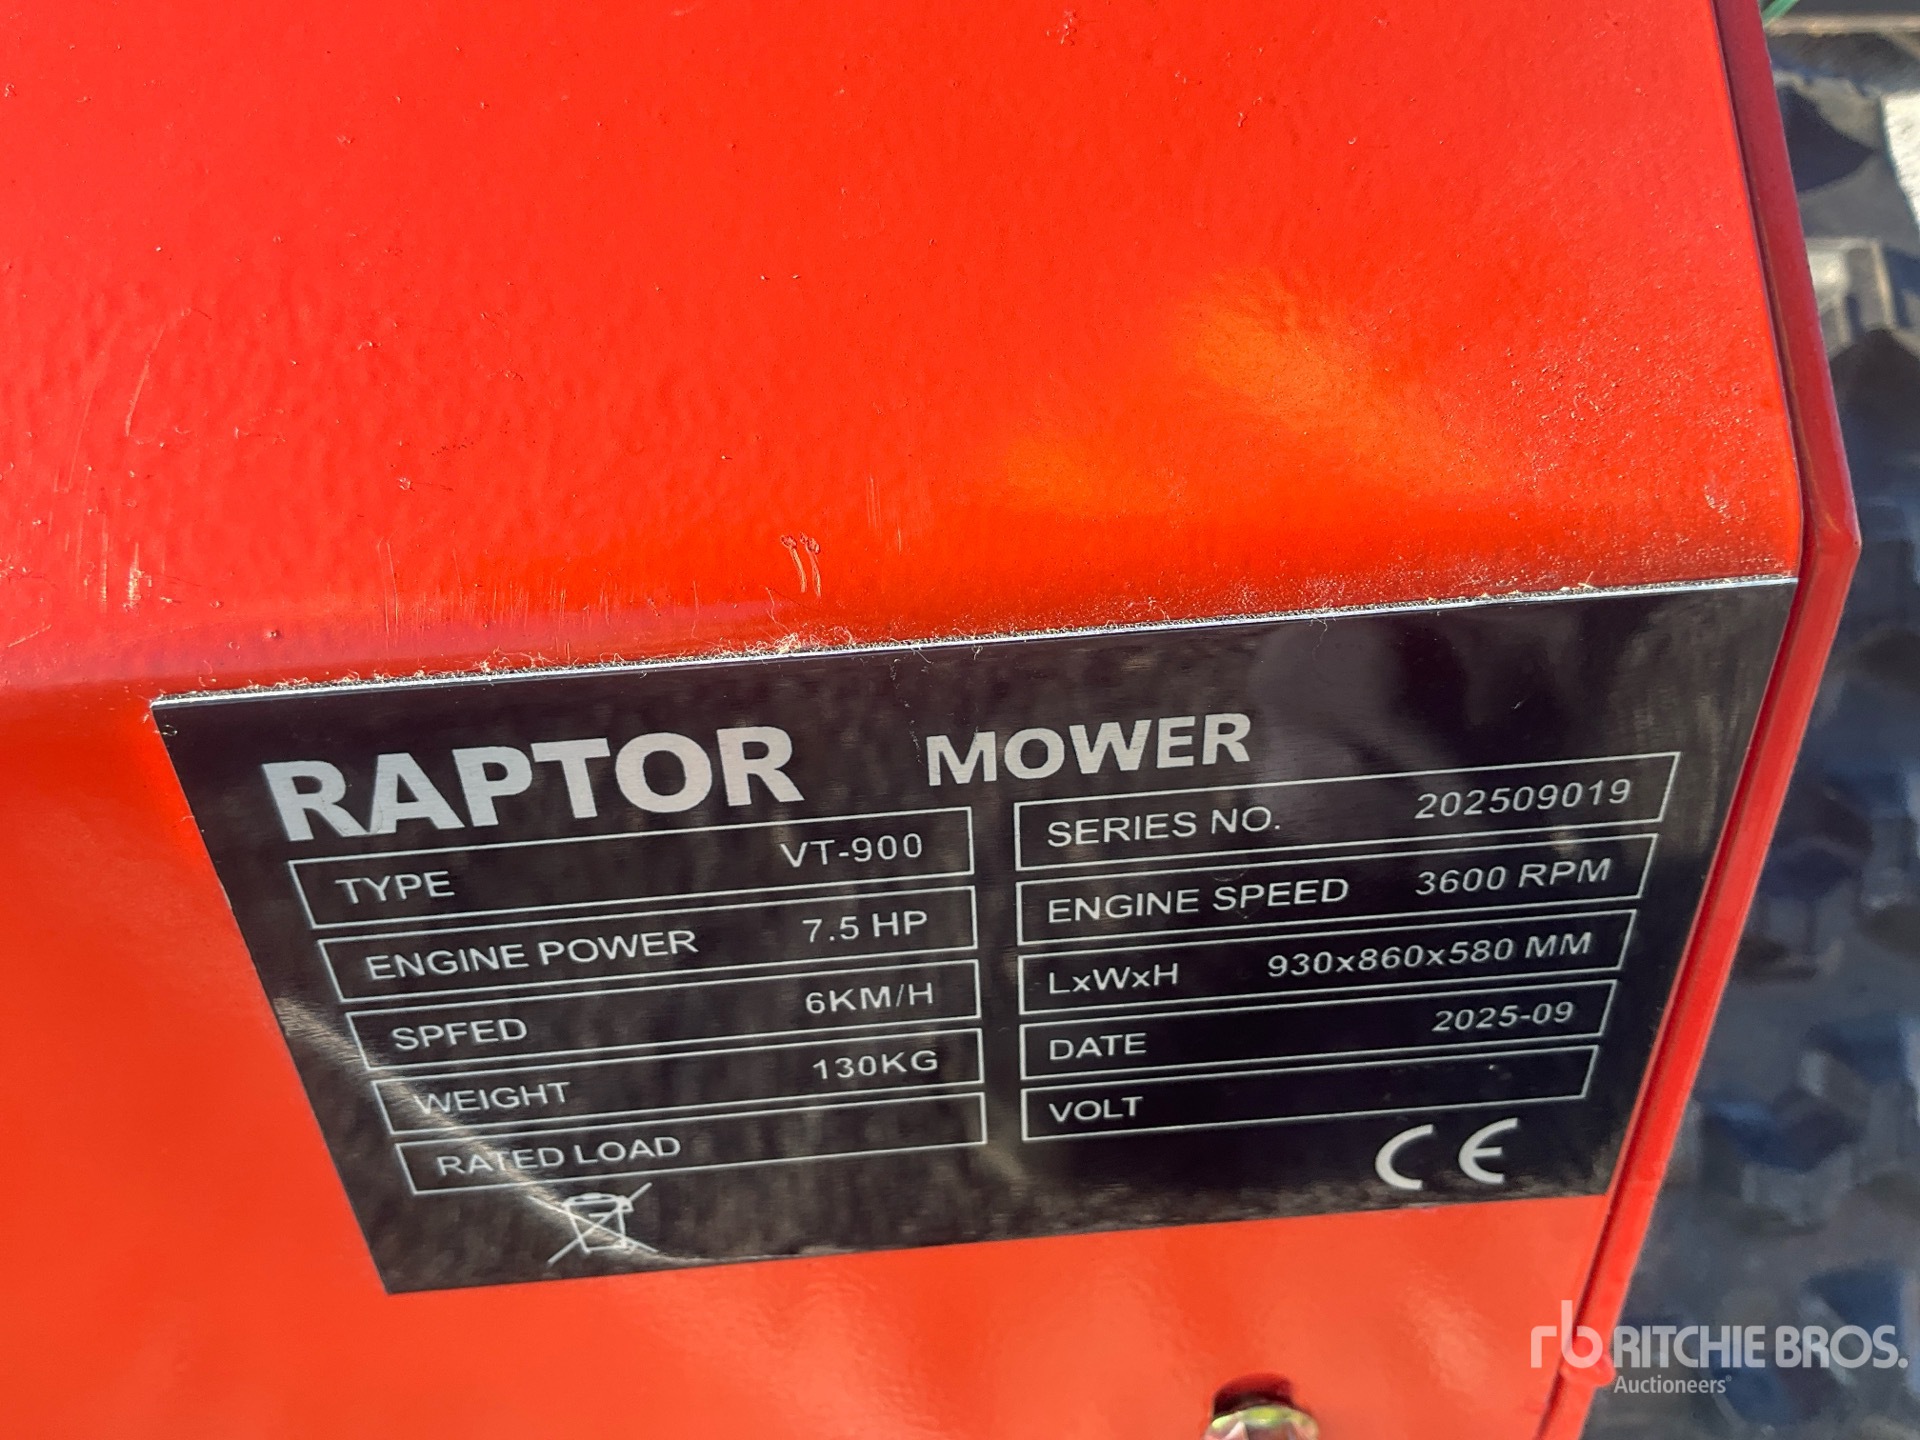 RAPTOR MOWER
TYPE VT-900
ENGINE POWER 7.5 HP
SPFED 6KM/H
WEIGHT 130KG
RATED LOAD
SERIES NO. 202509019
ENGINE SPEED 3600 RPM
LxWxH 930x860x580 MM
DATE 2025-09
VOLT
CE
rb RITCHIE BROS.
Auctioneers